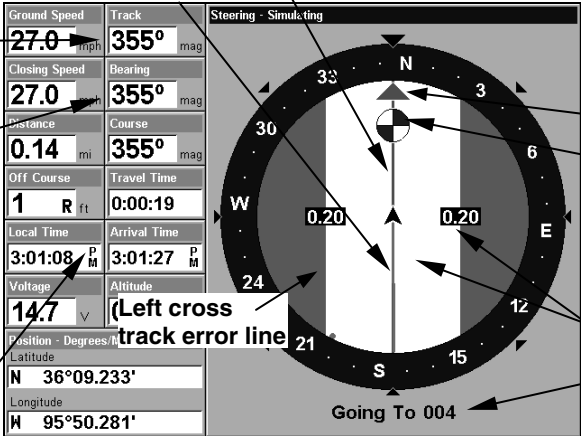 Ground Speed
27.0 mph
Track
355° mag
Closing Speed
27.0 mph
Bearing
355° mag
Distance
0.14 mi
Course
355° mag
Off Course
1 R ft
Travel Time
0:00:19
Local Time
3:01:08 PM
Arrival Time
3:01:27 PM
Voltage
14.7 V
Altitude
Position - Degrees/M
Latitude
N 36°09.233'
Longitude
W 95°50.281'
Steering - Simulating
N
3
6
E
12
15
S
21
24
W
30
33
0.20
0.20
Left cross
track error line
Going To 004